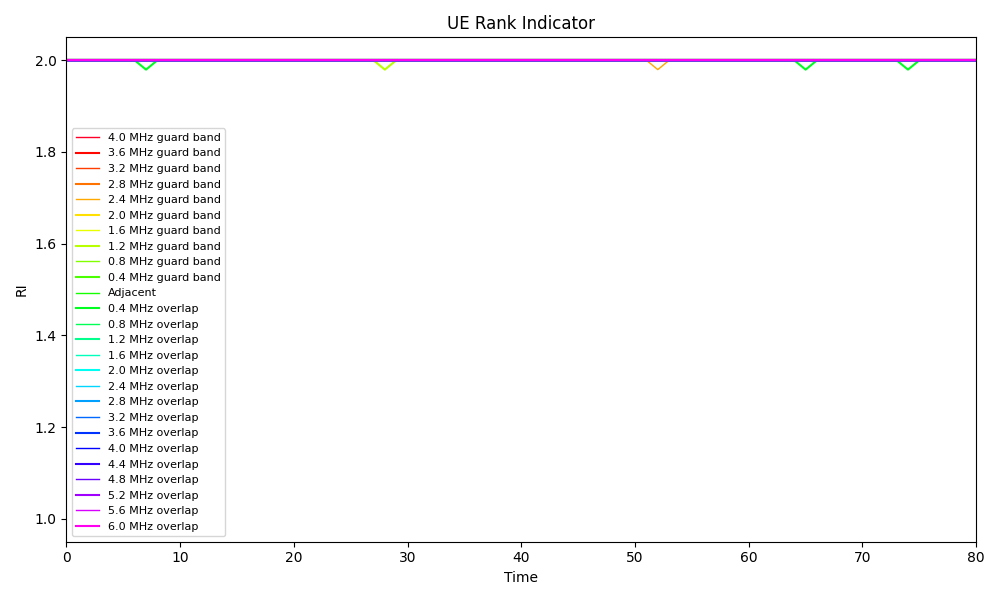 UE Rank Indicator
2.0
1.8
1.6
1.4
1.2
1.0
RI
4.0 MHz guard band
3.6 MHz guard band
3.2 MHz guard band
2.8 MHz guard band
2.4 MHz guard band
2.0 MHz guard band
1.6 MHz guard band
1.2 MHz guard band
0.8 MHz guard band
0.4 MHz guard band
Adjacent
0.4 MHz overlap
0.8 MHz overlap
1.2 MHz overlap
1.6 MHz overlap
2.0 MHz overlap
2.4 MHz overlap
2.8 MHz overlap
3.2 MHz overlap
3.6 MHz overlap
4.0 MHz overlap
4.4 MHz overlap
4.8 MHz overlap
5.2 MHz overlap
5.6 MHz overlap
6.0 MHz overlap
0 10 20 30 40 50 60 70 80
Time